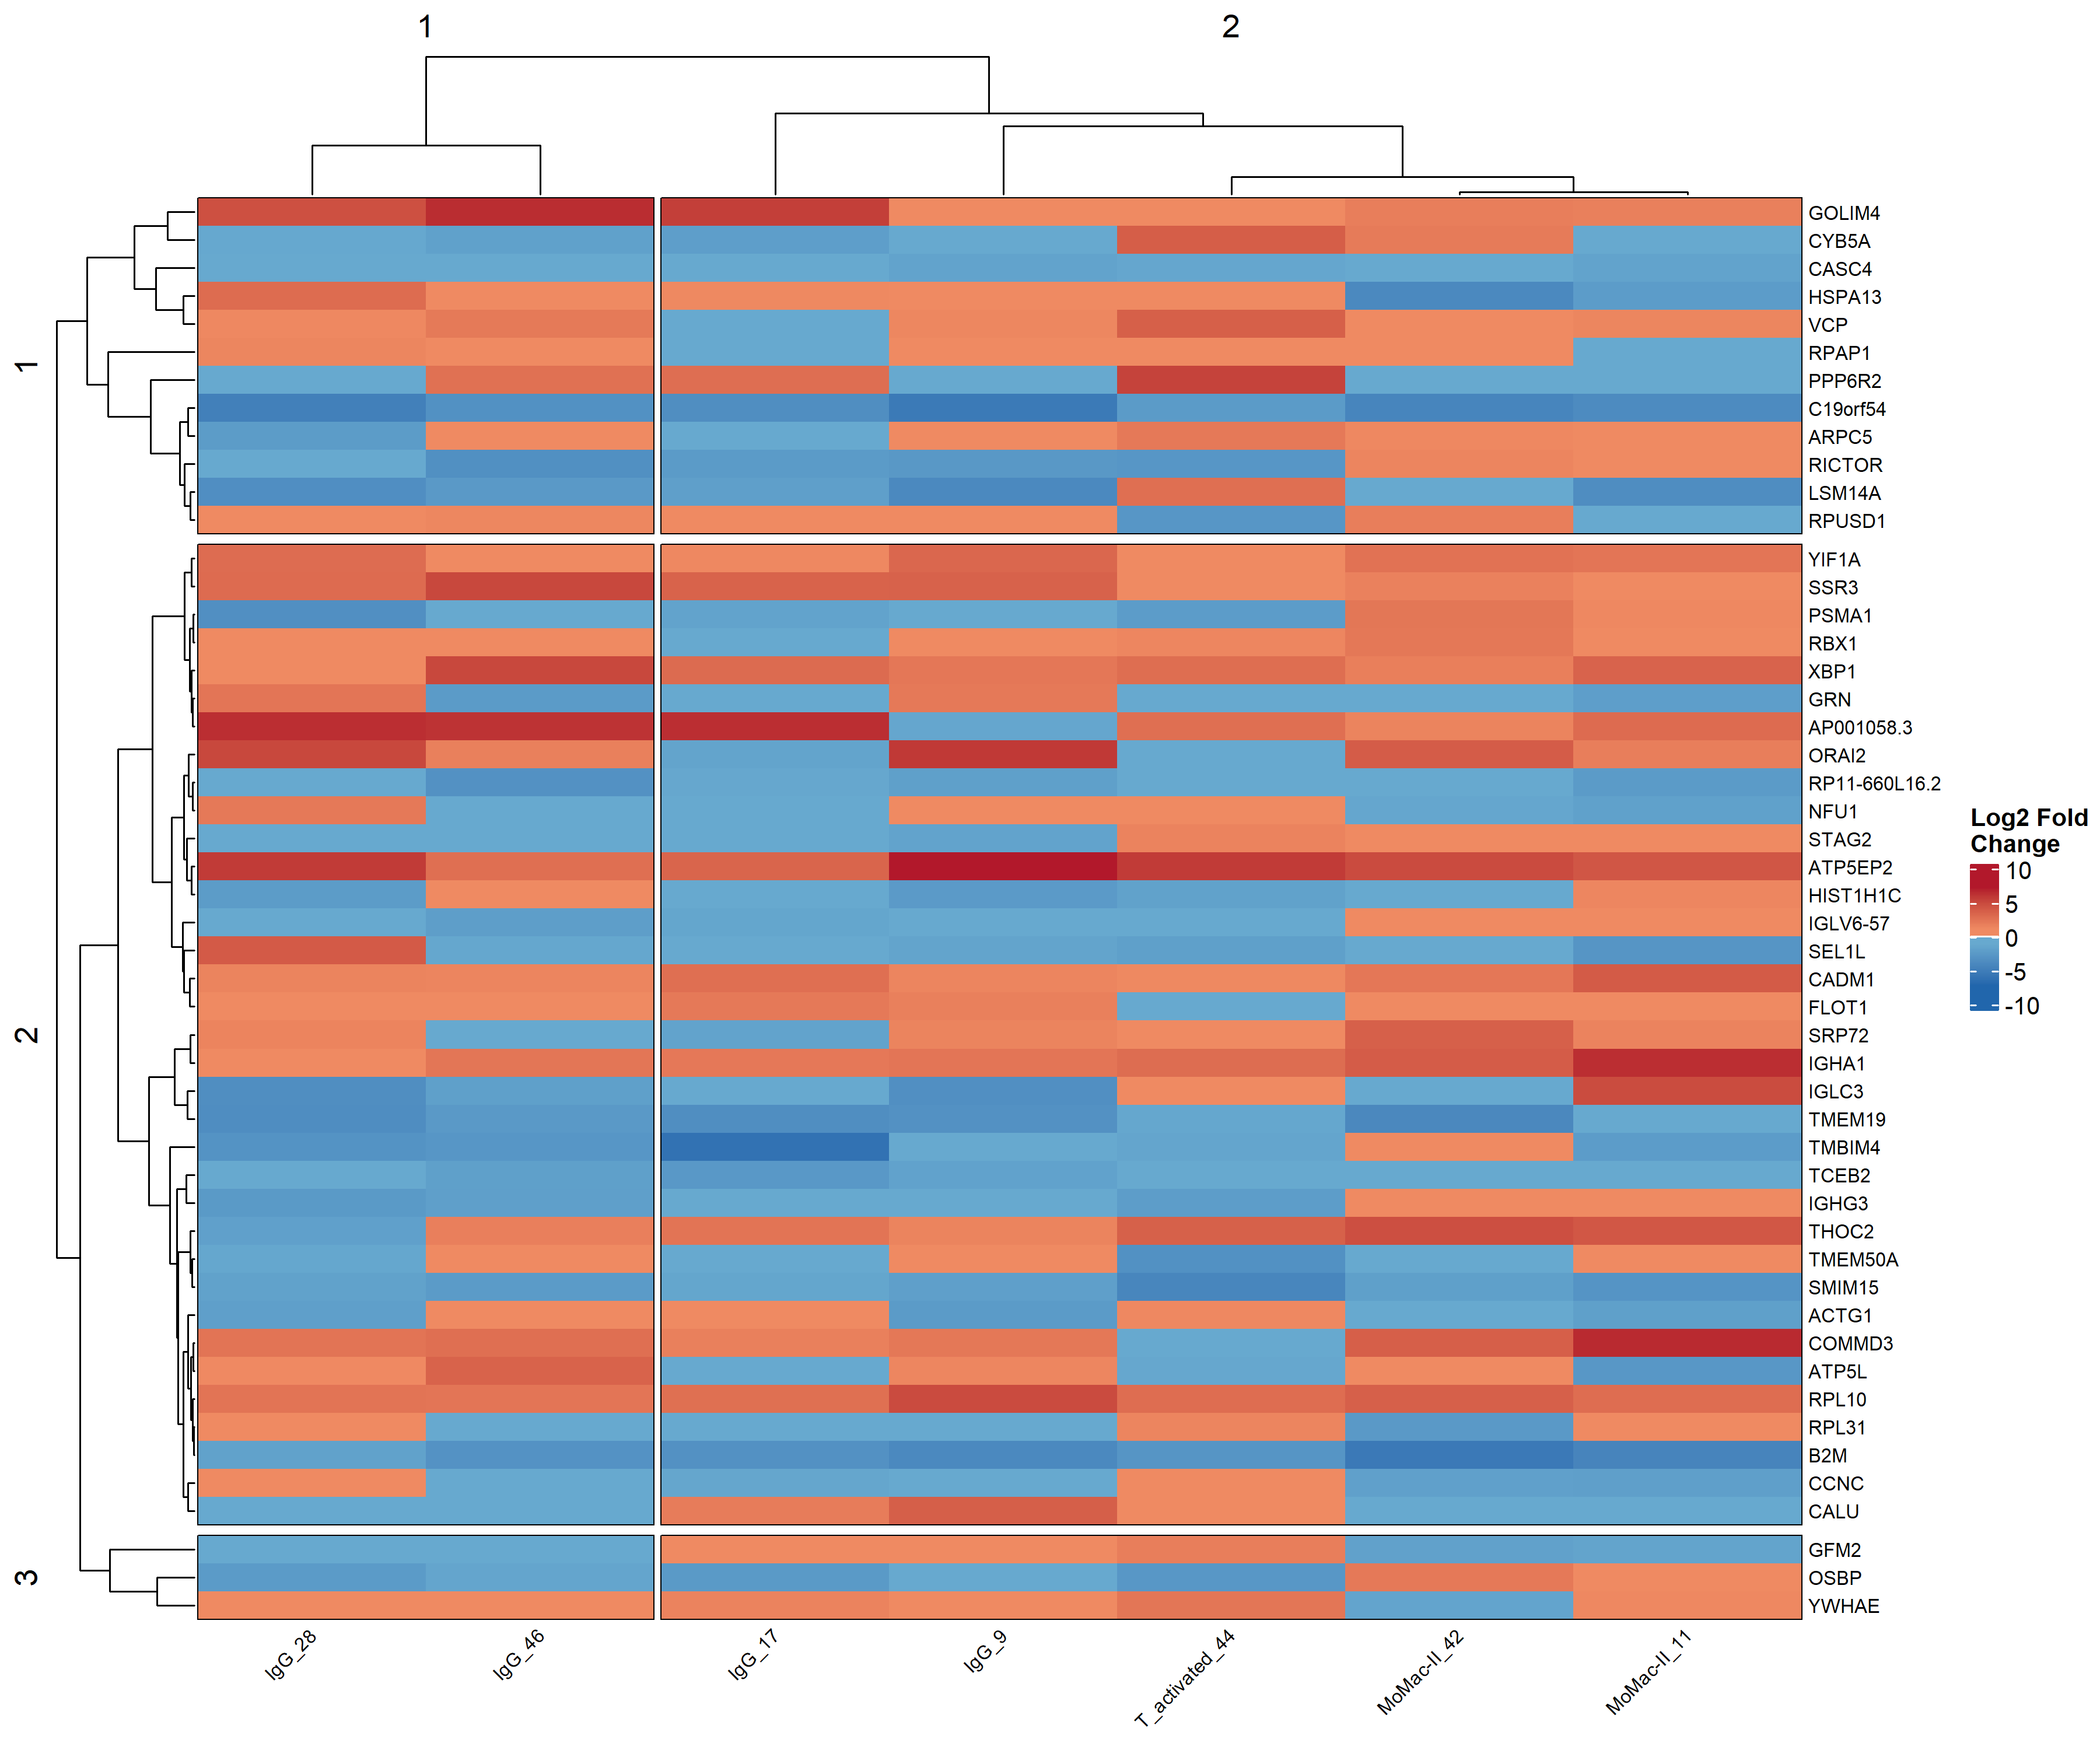 1
2
1
2
3
GOLIM4
CYB5A
CASC4
HSPA13
VCP
RPAP1
PPP6R2
C19orf54
ARPC5
RICTOR
LSM14A
RPUSD1
YIF1A
SSR3
PSMA1
RBX1
XBP1
GRN
AP001058.3
ORAI2
RP11-660L16.2
NFU1
STAG2
ATP5EP2
HIST1H1C
IGLV6-57
SEL1L
CADM1
FLOT1
SRP72
IGHA1
IGLC3
TMEM19
TMBIM4
TCEB2
IGHG3
THOC2
TMEM50A
SMIM15
ACTG1
COMMD3
ATP5L
RPL10
RPL31
B2M
CCNC
CALU
GFM2
OSBP
YWHAE
IgG_28
IgG_46
IgG_17
IgG_9
T_activated_44
MoMac-II_42
MoMac-II_11
Log2 Fold
Change
10
5
0
-5
-10